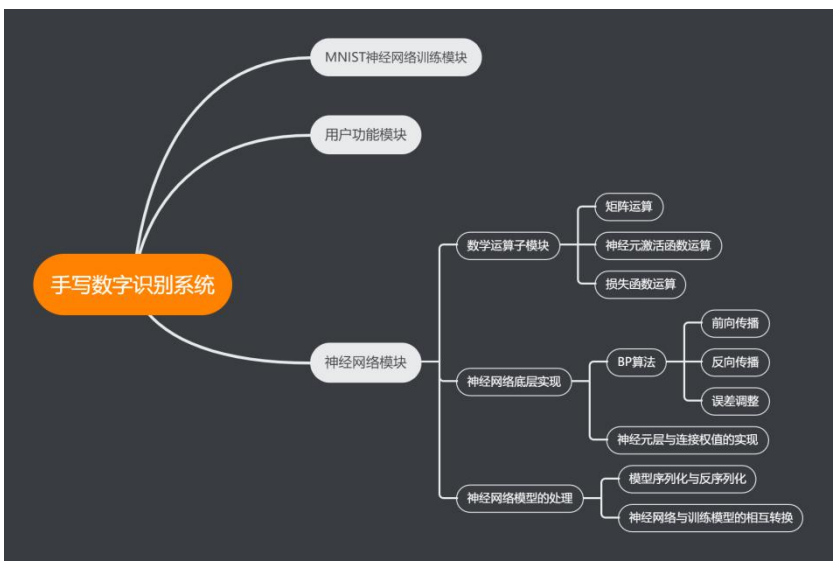 MNIST神经网络训练模块
用户功能模块
手写数字识别系统
神经网络模块
数学运算子模块
矩阵运算
神经元激活函数运算
损失函数运算
神经网络底层实现
BP算法
前向传播
反向传播
误差调整
神经元层与连接权值的实现
神经网络模型的处理
模型序列化与反序列化
神经网络与训练模型的相互转换